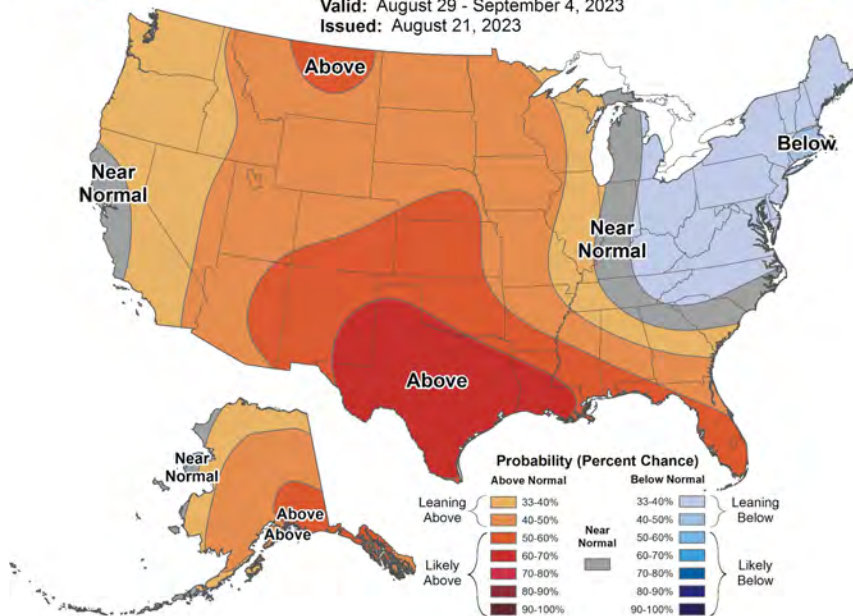 Valid: August 29 - September 4, 2023
Issued: August 21, 2023
Above
Below
Near
Normal
Near
Normal
Above
Near
Normal
Above
Above
Probability (Percent Chance)
Above Normal
Below Normal
Leaning
Above
33-40%
40-50%
Likely
Above
50-60%
60-70%
70-80%
80-90%
90-100%
Near
Normal
33-40%
40-50%
Leaning
Below
50-60%
60-70%
70-80%
80-90%
90-100%
Likely
Below